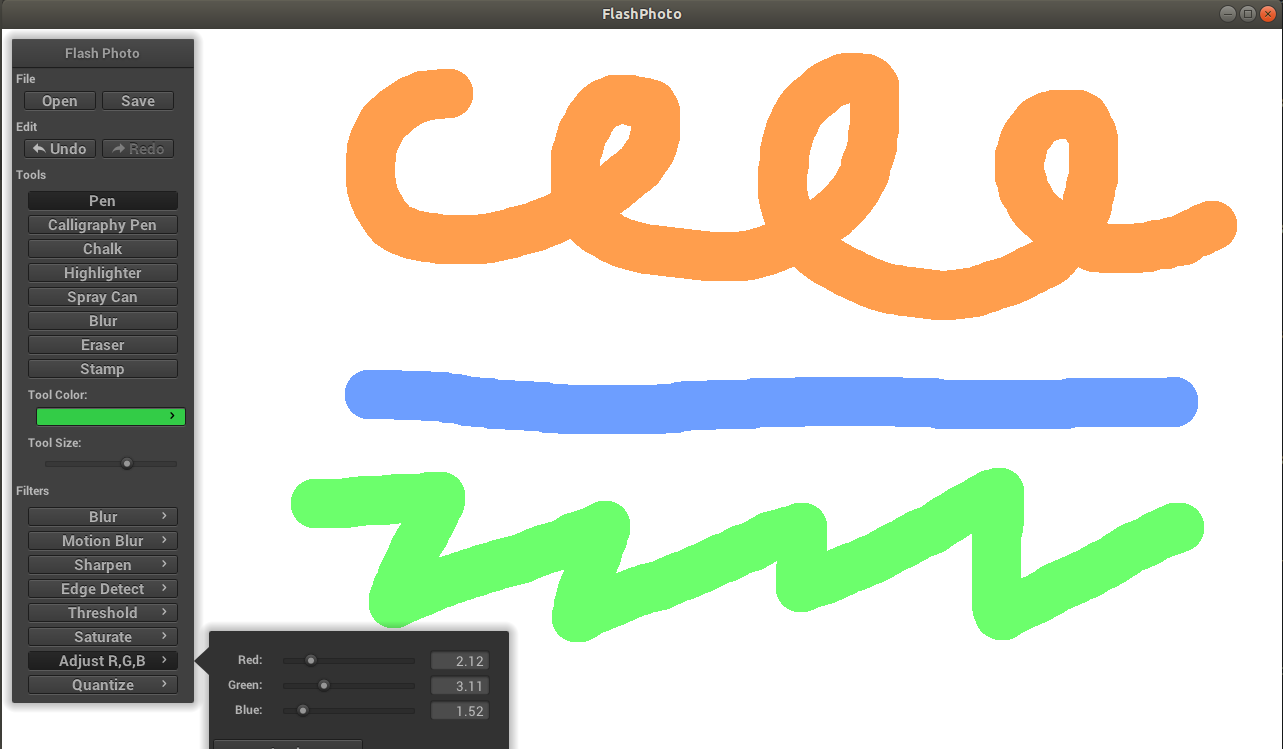 FlashPhoto
Flash Photo
File
Open Save
Edit
Undo Redo
Tools
Pen
Calligraphy Pen
Chalk
Highlighter
Spray Can
Blur
Eraser
Stamp
Tool Color:
Tool Size:
Filters
Blur
Motion Blur
Sharpen
Edge Detect
Threshold
Saturate
Adjust R,G,B
Quantize
Red: 2.12
Green: 3.11
Blue: 1.52